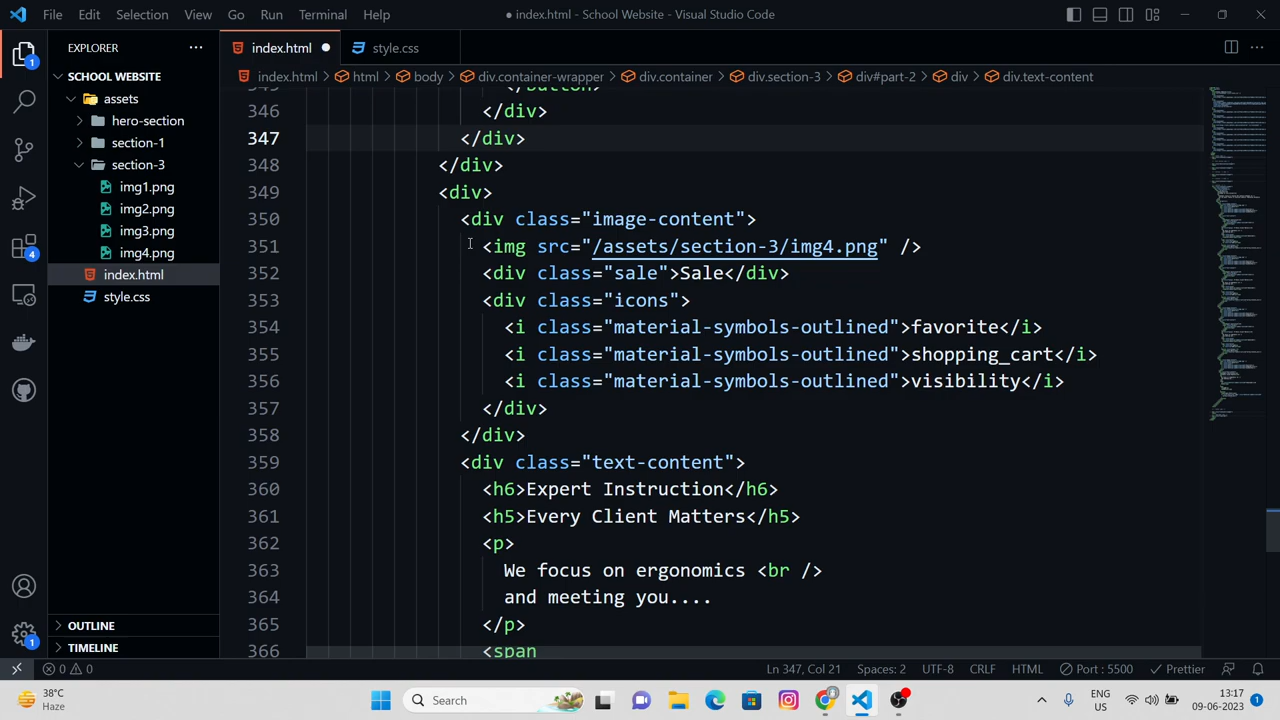 File Edit Selection View Go Run Terminal Help
● index.html - School Website - Visual Studio Code
EXPLORER
index.html ●
style.css
SCHOOL WEBSITE
index.html > html > body > div.container-wrapper > div.container > div.section-3 > div#part-2 > div > div.text-content
assets
hero-section
section-1
section-3
img1.png
img2.png
img3.png
img4.png
index.html
style.css
OUTLINE
TIMELINE
1
4
1
1
345 </button>
346 </div>
347 </div>
348 </div>
349 <div>
350 <div class="image-content">
351 <img src="/assets/section-3/img4.png" />
352 <div class="sale">Sale</div>
353 <div class="icons">
354 <i class="material-symbols-outlined">favorite</i>
355 <i class="material-symbols-outlined">shopping_cart</i>
356 <i class="material-symbols-outlined">visibility</i>
357 </div>
358 </div>
359 <div class="text-content">
360 <h6>Expert Instruction</h6>
361 <h5>Every Client Matters</h5>
362 <p>
363 We focus on ergonomics <br />
364 and meeting you....
365 </p>
366 <span
0 0 Ln 347, Col 21 Spaces: 2 UTF-8 CRLF HTML Port : 5500 Prettier
38°C
Haze
Search
ENG
US
13:17
09-06-2023
1